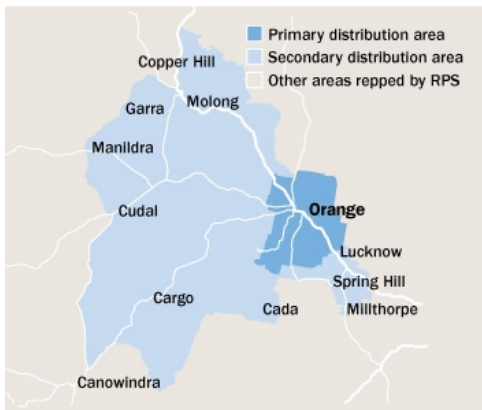 Primary distribution area
Secondary distribution area
Other areas repped by RPS
Copper Hill
Molong
Garra
Manildra
Cudal
Orange
Lucknow
Spring Hill
Cargo
Cada
Millthorpe
Canowindra